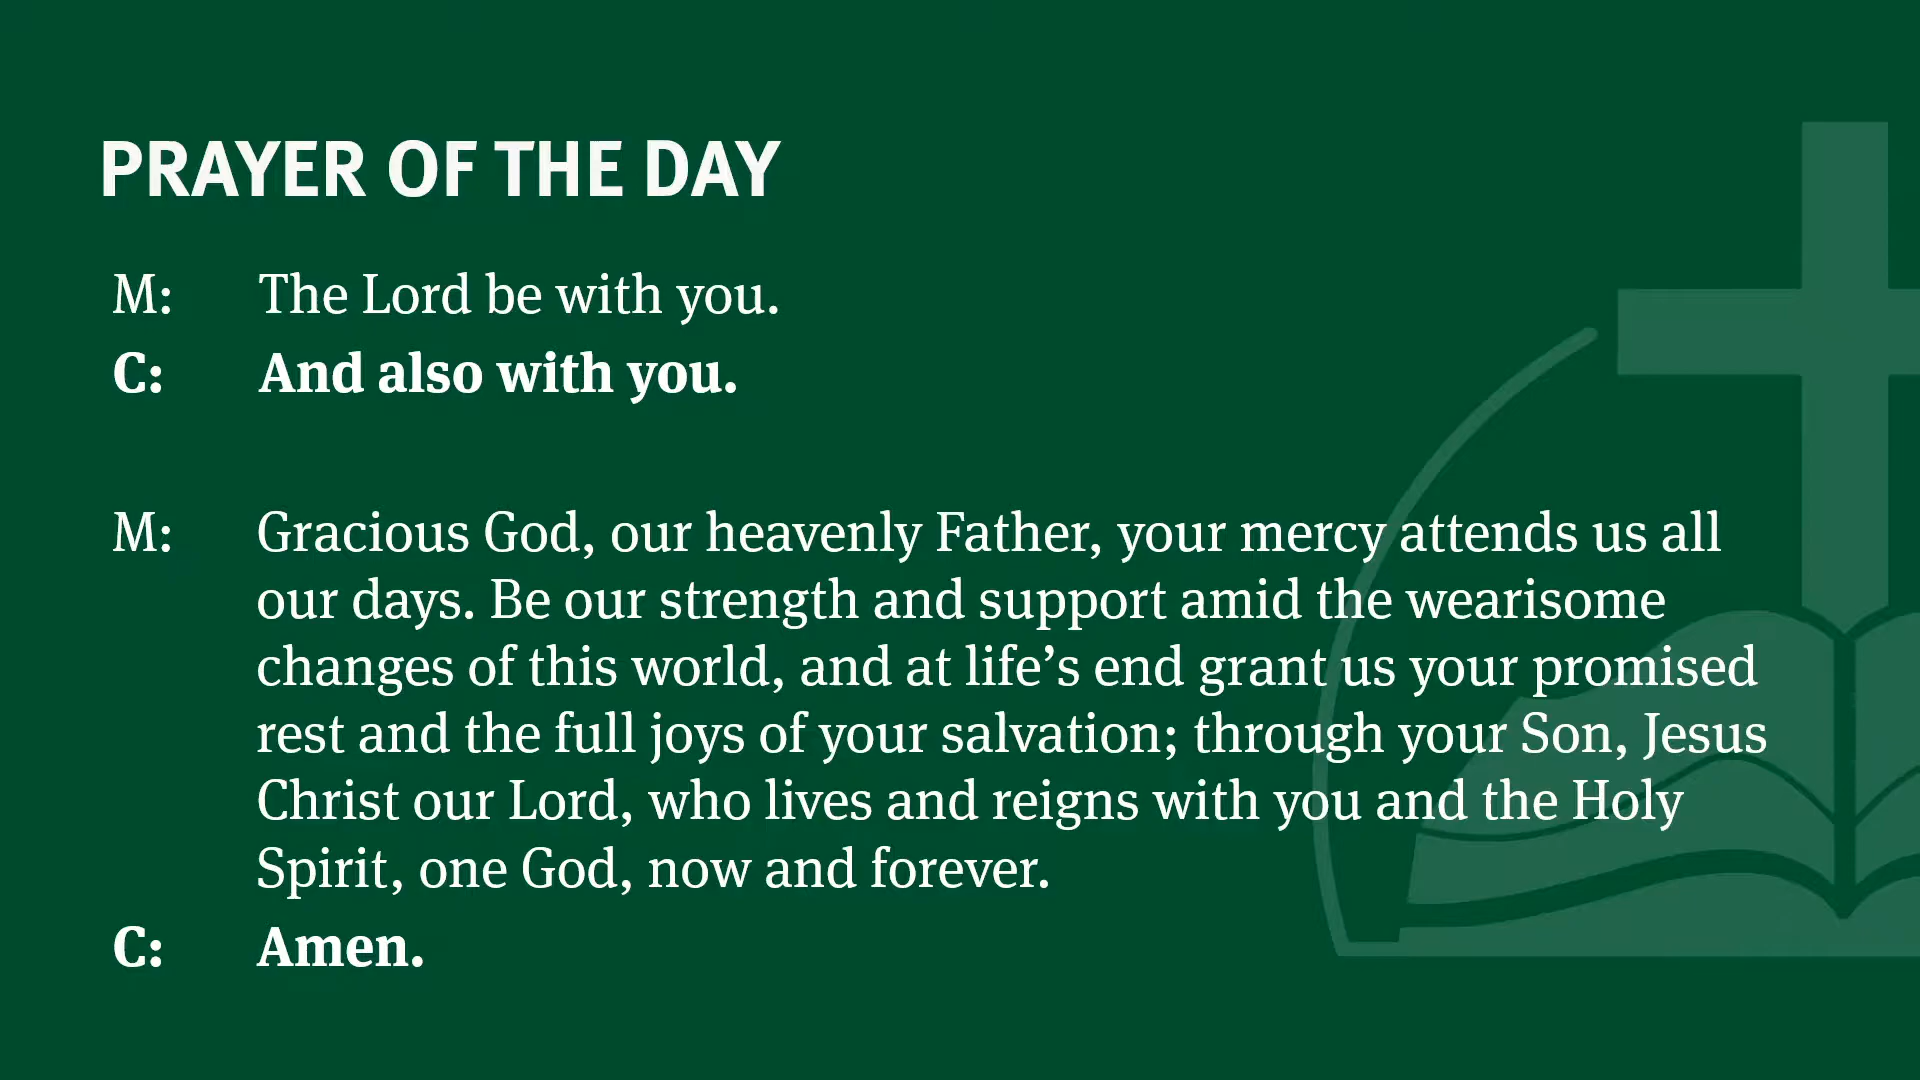 PRAYER OF THE DAY
M: The Lord be with you.
C: And also with you.
M: Gracious God, our heavenly Father, your mercy attends us all
our days. Be our strength and support amid the wearisome
changes of this world, and at life’s end grant us your promised
rest and the full joys of your salvation; through your Son, Jesus
Christ our Lord, who lives and reigns with you and the Holy
Spirit, one God, now and forever.
C: Amen.